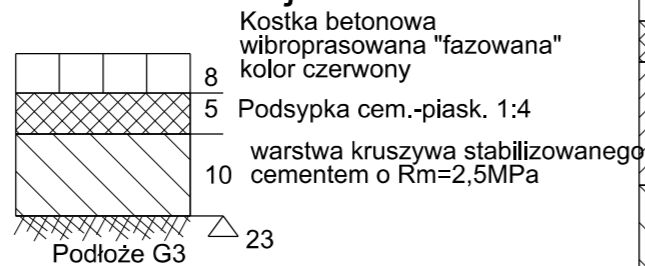 Kostka betonowa
wibroprasowana "fazowana"
kolor czerwony
8
5 Podsypka cem.-piask. 1:4
warstwa kruszywa stabilizowanego
10 cementem o Rm=2,5MPa
23
Podłoże G3